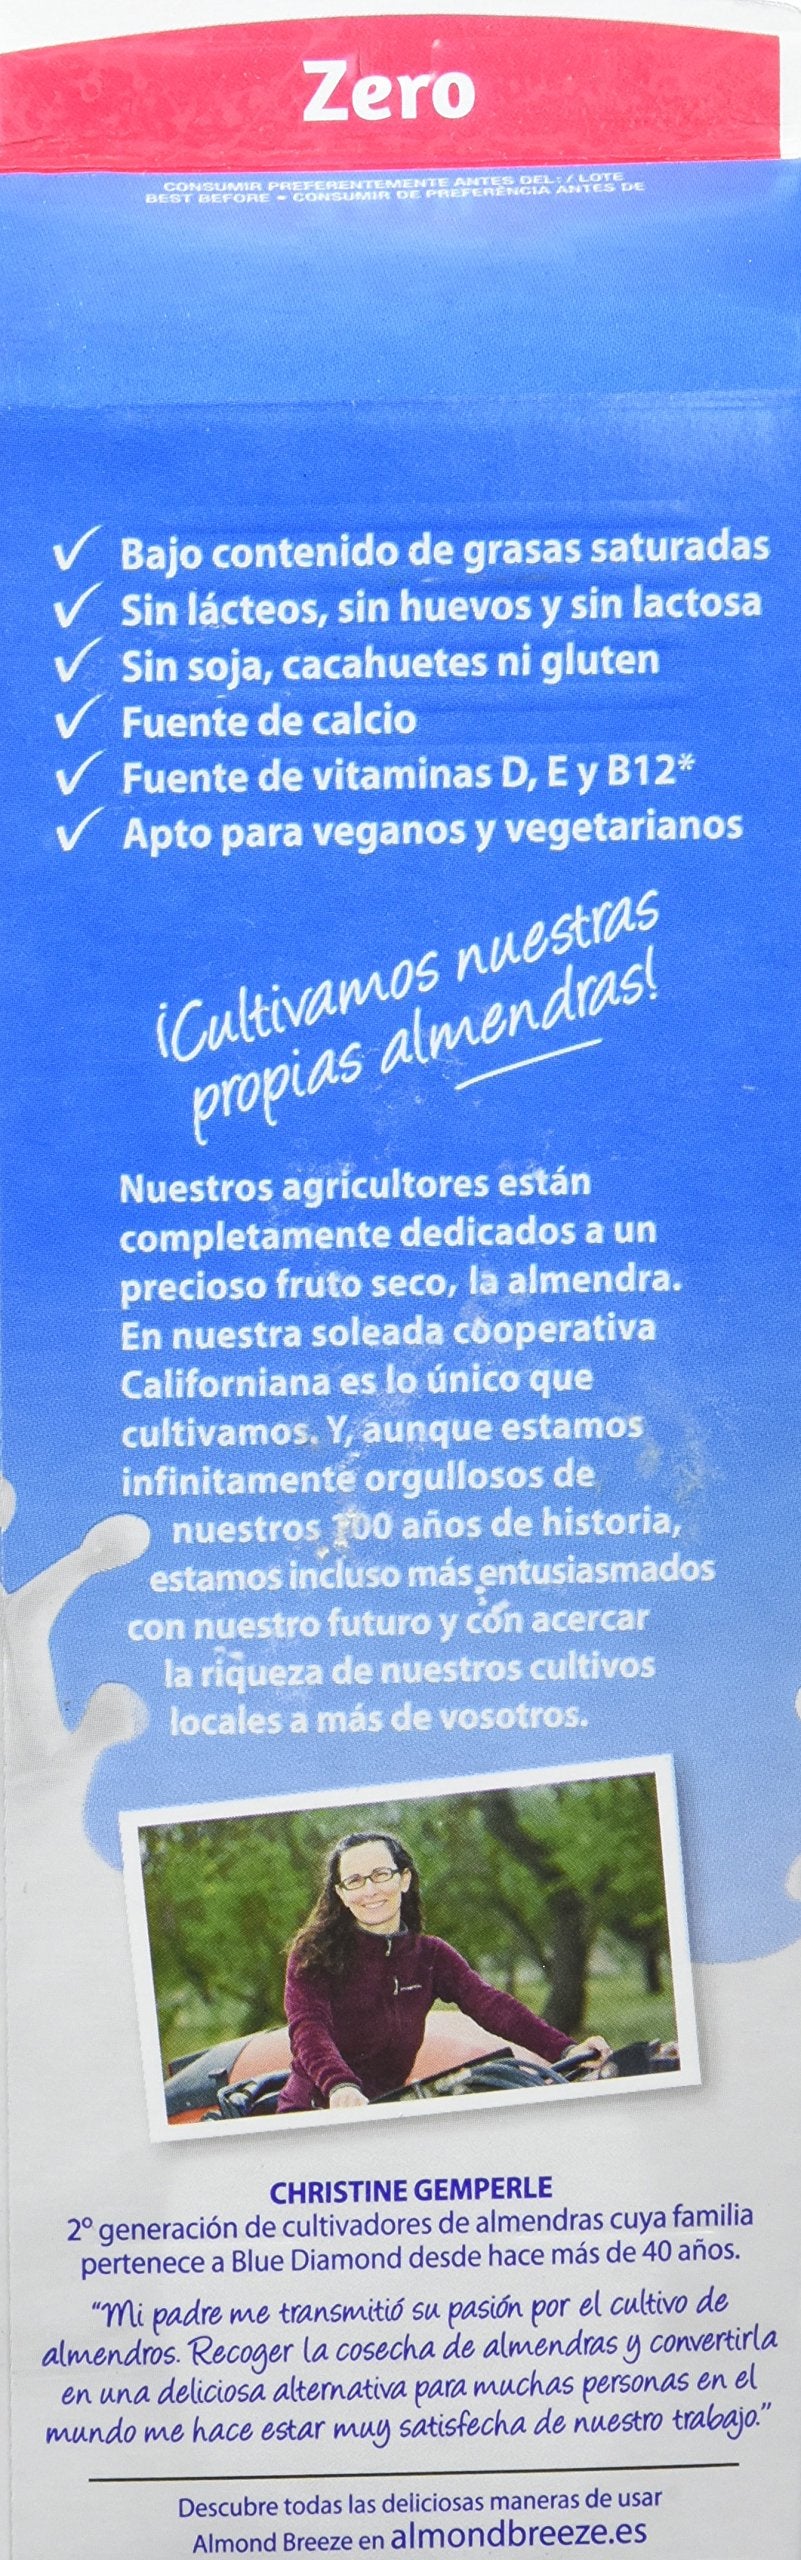 Zero
CONSUMIR PREFERENTEMENTE ANTES DEL: / LOTE
BEST BEFORE - CONSUMIR DE PREFERÊNCIA ANTES DE
✓ Bajo contenido de grasas saturadas
✓ Sin lácteos, sin huevos y sin lactosa
✓ Sin soja, cacahuetes ni gluten
✓ Fuente de calcio
✓ Fuente de vitaminas D, E y B12*
✓ Apto para veganos y vegetarianos
¡Cultivamos nuestras
propias almendras!
Nuestros agricultores están
completamente dedicados a un
precioso fruto seco, la almendra.
En nuestra soleada cooperativa
Californiana es lo único que
cultivamos. Y, aunque estamos
infinitamente orgullosos de
nuestros 100 años de historia,
estamos incluso más entusiasmados
con nuestro futuro y con acercar
la riqueza de nuestros cultivos
locales a más de vosotros.
CHRISTINE GEMPERLE
2º generación de cultivadores de almendras cuya familia
pertenece a Blue Diamond desde hace más de 40 años.
"Mi padre me transmitió su pasión por el cultivo de
almendros. Recoger la cosecha de almendras y convertirla
en una deliciosa alternativa para muchas personas en el
mundo me hace estar muy satisfecha de nuestro trabajo."
Descubre todas las deliciosas maneras de usar
Almond Breeze en almondbreeze.es